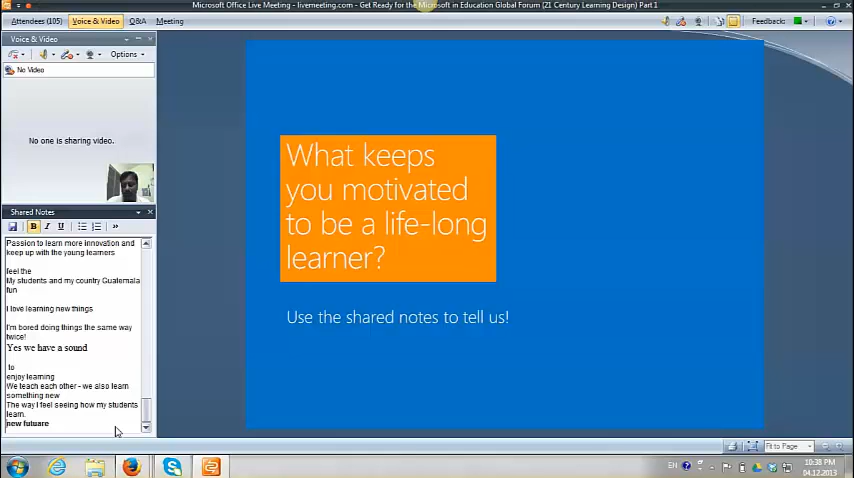 Microsoft Office Live Meeting - livemeeting.com - Get Ready for the Microsoft in Education Global Forum (21 Century Learning Design) Part 1
Attendees (105)
Voice & Video
Q&A
Meeting
Feedback:
Voice & Video
Options
No Video
No one is sharing video.
Shared Notes
B I U
Passion to learn more innovation and
keep up with the young learners
feel the
My students and my country Guatemala
fun
I love learning new things
I'm bored doing things the same way
twice!
Yes we have a sound
to
enjoy learning
We teach each other - we also learn
something new
The way I feel seeing how my students
learn.
new futuare
What keeps
you motivated
to be a life-long
learner?
Use the shared notes to tell us!
Fit to Page
EN
10:38 PM
04.12.2013